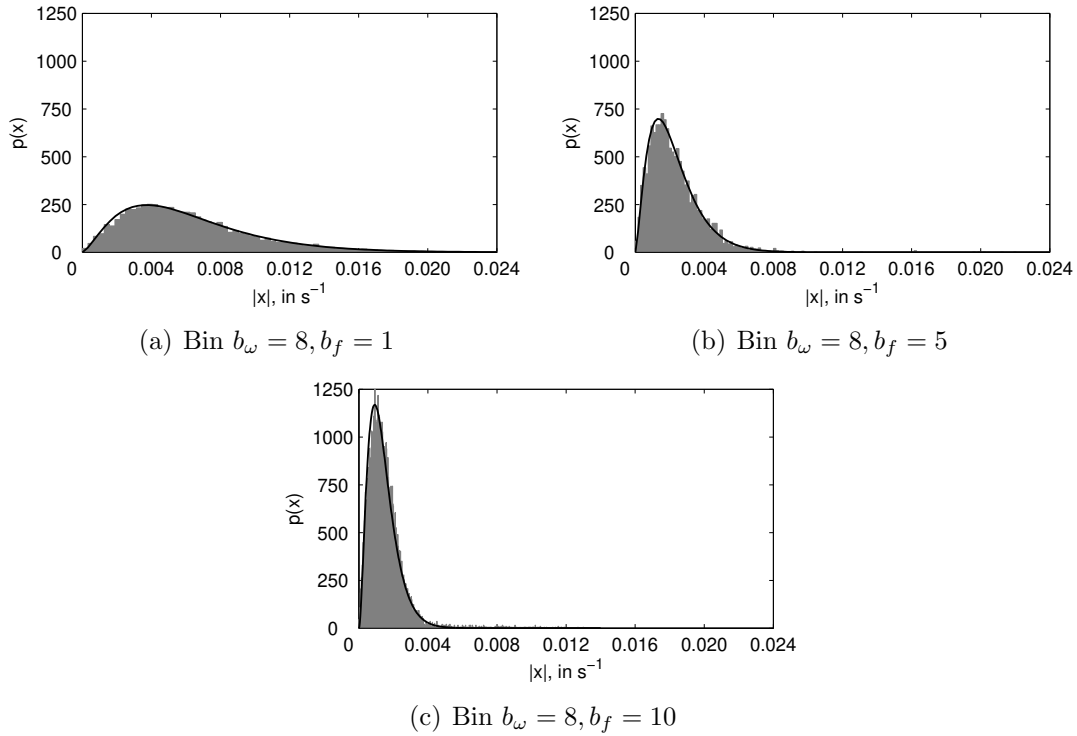 1250
1000
750
500
250
0
p(x)
0 0.004 0.008 0.012 0.016 0.020 0.024
|x|, in s⁻¹
(a) Bin b_ω = 8, b_f = 1
1250
1000
750
500
250
0
p(x)
0 0.004 0.008 0.012 0.016 0.020 0.024
|x|, in s⁻¹
(b) Bin b_ω = 8, b_f = 5
1250
1000
750
500
250
0
p(x)
0 0.004 0.008 0.012 0.016 0.020 0.024
|x|, in s⁻¹
(c) Bin b_ω = 8, b_f = 10